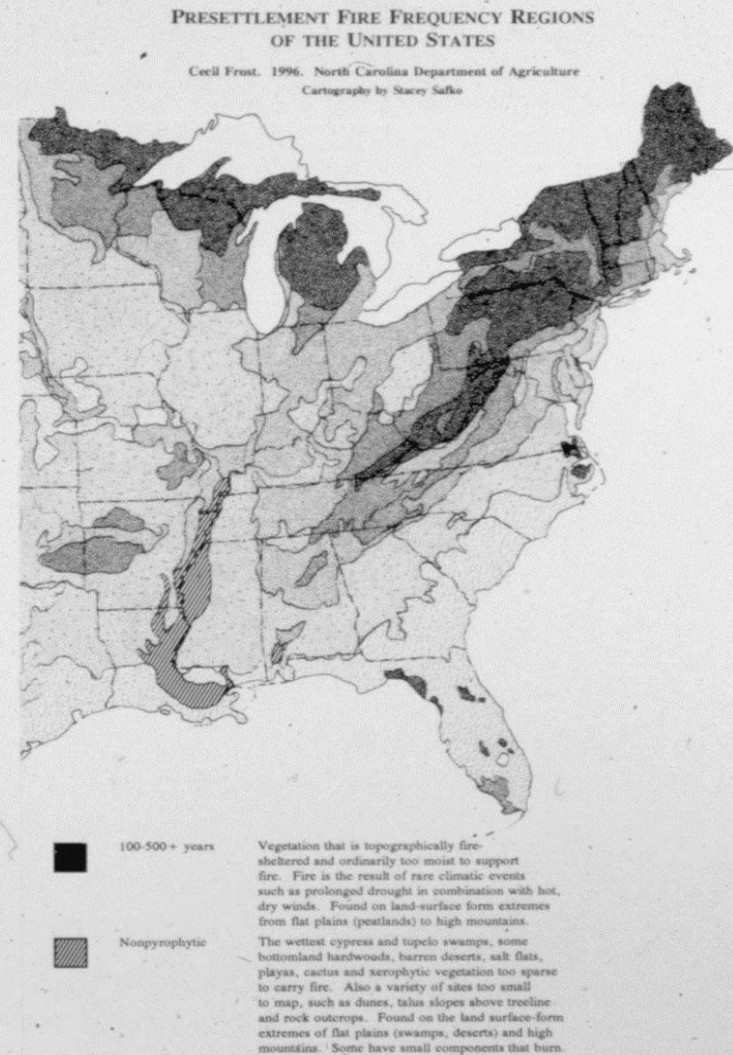 PRESETTLEMENT FIRE FREQUENCY REGIONS
OF THE UNITED STATES
Cecil Frost. 1996. North Carolina Department of Agriculture
Cartography by Stacey Safko
100-500+ years
Vegetation that is topographically fire-
sheltered and ordinarily too moist to support
fire. Fire is the result of rare climatic events
such as prolonged drought in combination with hot,
dry winds. Found on land-surface form extremes
from flat plains (peatlands) to high mountains.
Nonpyrophytic
The wettest cypress and tupelo swamps, some
bottomland hardwoods, barren deserts, salt flats,
playas, cactus and xerophytic vegetation too sparse
to carry fire. Also a variety of sites too small
to map, such as dunes, talus slopes above treeline
and rock outcrops. Found on the land surface-form
extremes of flat plains (swamps, deserts) and high
mountains. Some have small components that burn.